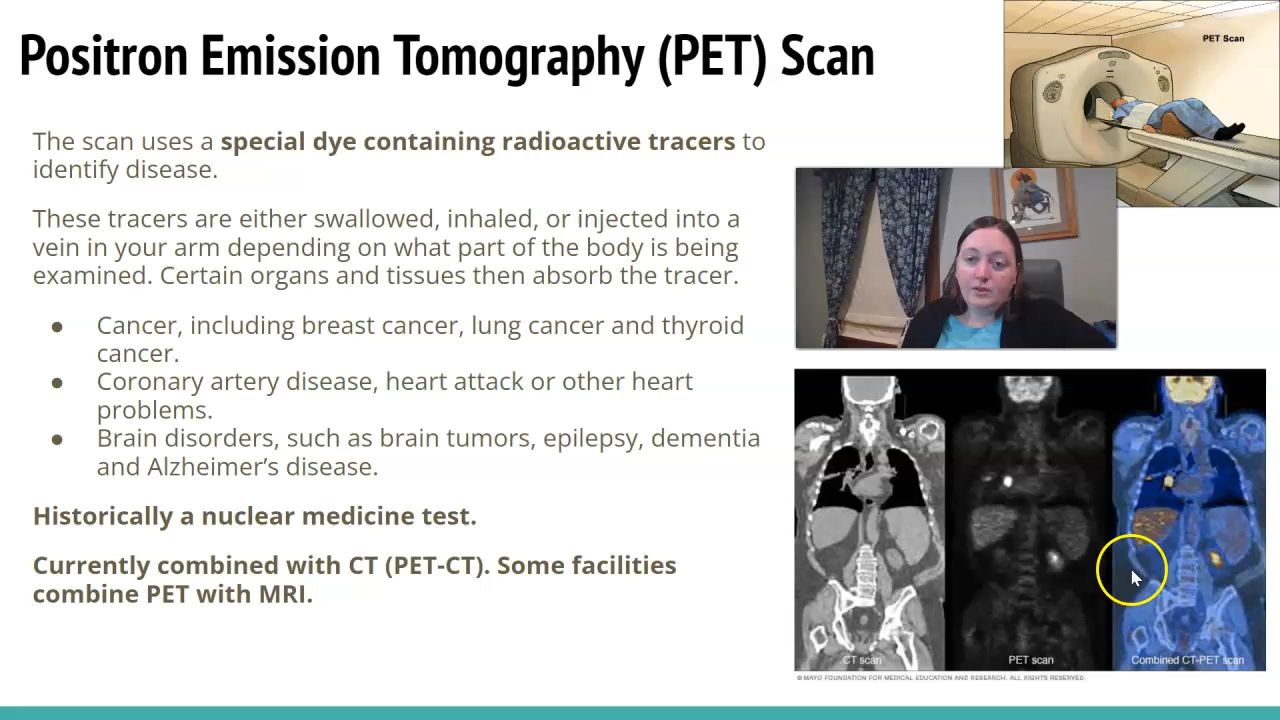 Positron Emission Tomography (PET) Scan
PET Scan
The scan uses a special dye containing radioactive tracers to
identify disease.
These tracers are either swallowed, inhaled, or injected into a
vein in your arm depending on what part of the body is being
examined. Certain organs and tissues then absorb the tracer.
● Cancer, including breast cancer, lung cancer and thyroid
cancer.
● Coronary artery disease, heart attack or other heart
problems.
● Brain disorders, such as brain tumors, epilepsy, dementia
and Alzheimer’s disease.
Historically a nuclear medicine test.
Currently combined with CT (PET-CT). Some facilities
combine PET with MRI.
CT scan
PET scan
Combined CT-PET scan
© MAYO FOUNDATION FOR MEDICAL EDUCATION AND RESEARCH. ALL RIGHTS RESERVED.